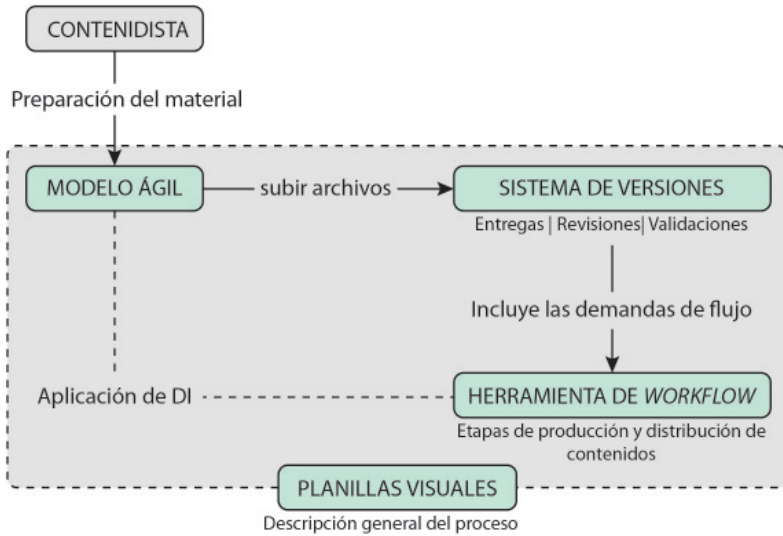 CONTENIDISTA
Preparación del material
MODELO ÁGIL
subir archivos
SISTEMA DE VERSIONES
Entregas | Revisiones| Validaciones
Incluye las demandas de flujo
Aplicación de DI
HERRAMIENTA DE WORKFLOW
Etapas de producción y distribución de
contenidos
PLANILLAS VISUALES
Descripción general del proceso